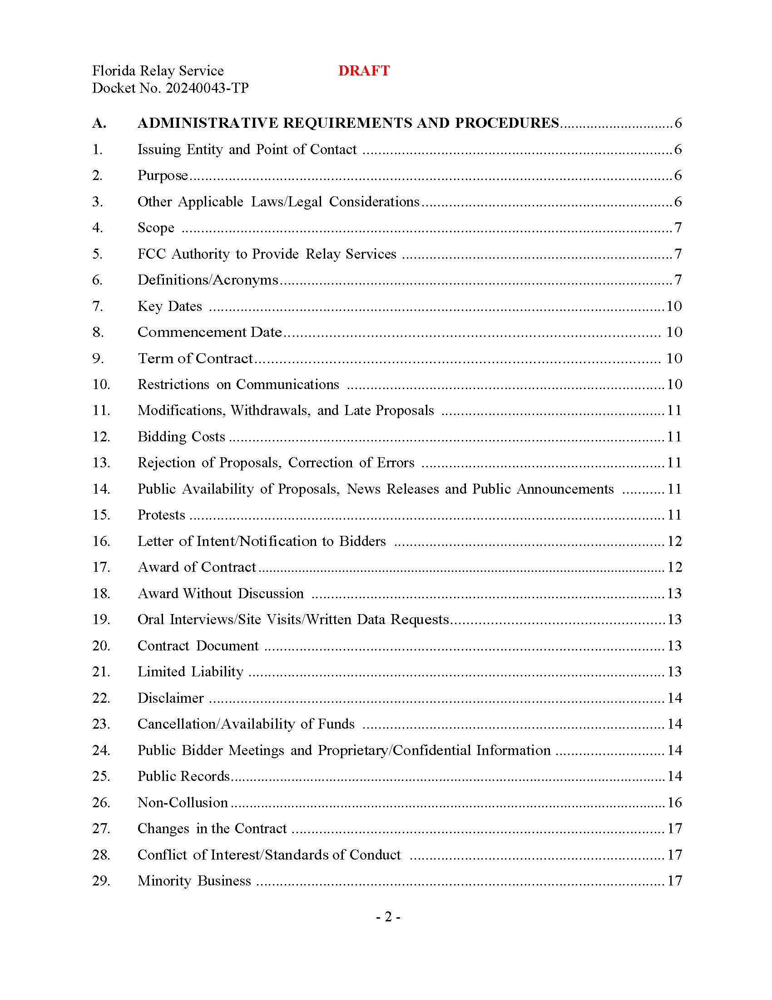 Florida Relay Service DRAFT
Docket No. 20240043-TP
A. ADMINISTRATIVE REQUIREMENTS AND PROCEDURES 6
1. Issuing Entity and Point of Contact 6
2. Purpose 6
3. Other Applicable Laws/Legal Considerations 6
4. Scope 7
5. FCC Authority to Provide Relay Services 7
6. Definitions/Acronyms 7
7. Key Dates 10
8. Commencement Date 10
9. Term of Contract 10
10. Restrictions on Communications 10
11. Modifications, Withdrawals, and Late Proposals 11
12. Bidding Costs 11
13. Rejection of Proposals, Correction of Errors 11
14. Public Availability of Proposals, News Releases and Public Announcements 11
15. Protests 11
16. Letter of Intent/Notification to Bidders 12
17. Award of Contract 12
18. Award Without Discussion 13
19. Oral Interviews/Site Visits/Written Data Requests 13
20. Contract Document 13
21. Limited Liability 13
22. Disclaimer 14
23. Cancellation/Availability of Funds 14
24. Public Bidder Meetings and Proprietary/Confidential Information 14
25. Public Records 14
26. Non-Collusion 16
27. Changes in the Contract 17
28. Conflict of Interest/Standards of Conduct 17
29. Minority Business 17
- 2 -